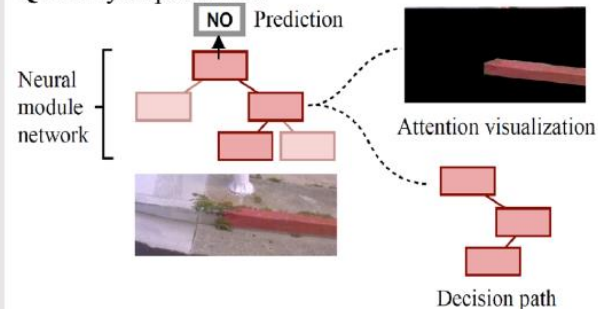 NO Prediction
Neural
module
network
Attention visualization
Decision path